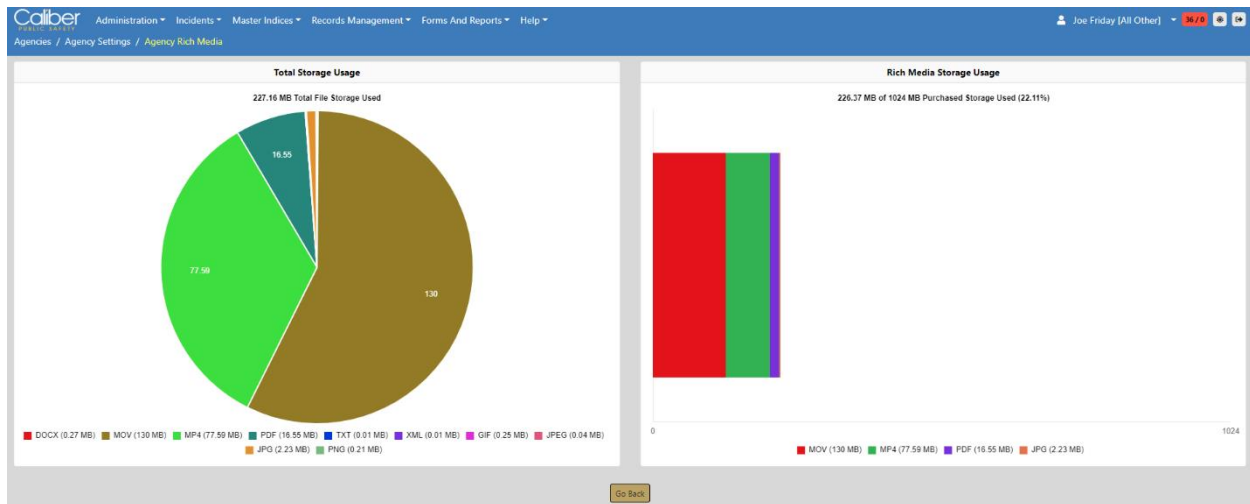 Caliber
PUBLIC SAFETY
Administration Incidents Master Indices Records Management Forms And Reports Help
Joe Friday [All Other] 36 / 0
Agencies / Agency Settings / Agency Rich Media
Total Storage Usage
227.16 MB Total File Storage Used
16.55
77.59
130
DOCX (0.27 MB) MOV (130 MB) MP4 (77.59 MB) PDF (16.55 MB) TXT (0.01 MB) XML (0.01 MB) GIF (0.25 MB) JPEG (0.04 MB)
JPG (2.23 MB) PNG (0.21 MB)
Rich Media Storage Usage
226.37 MB of 1024 MB Purchased Storage Used (22.11%)
0 1024
MOV (130 MB) MP4 (77.59 MB) PDF (16.55 MB) JPG (2.23 MB)
Go Back